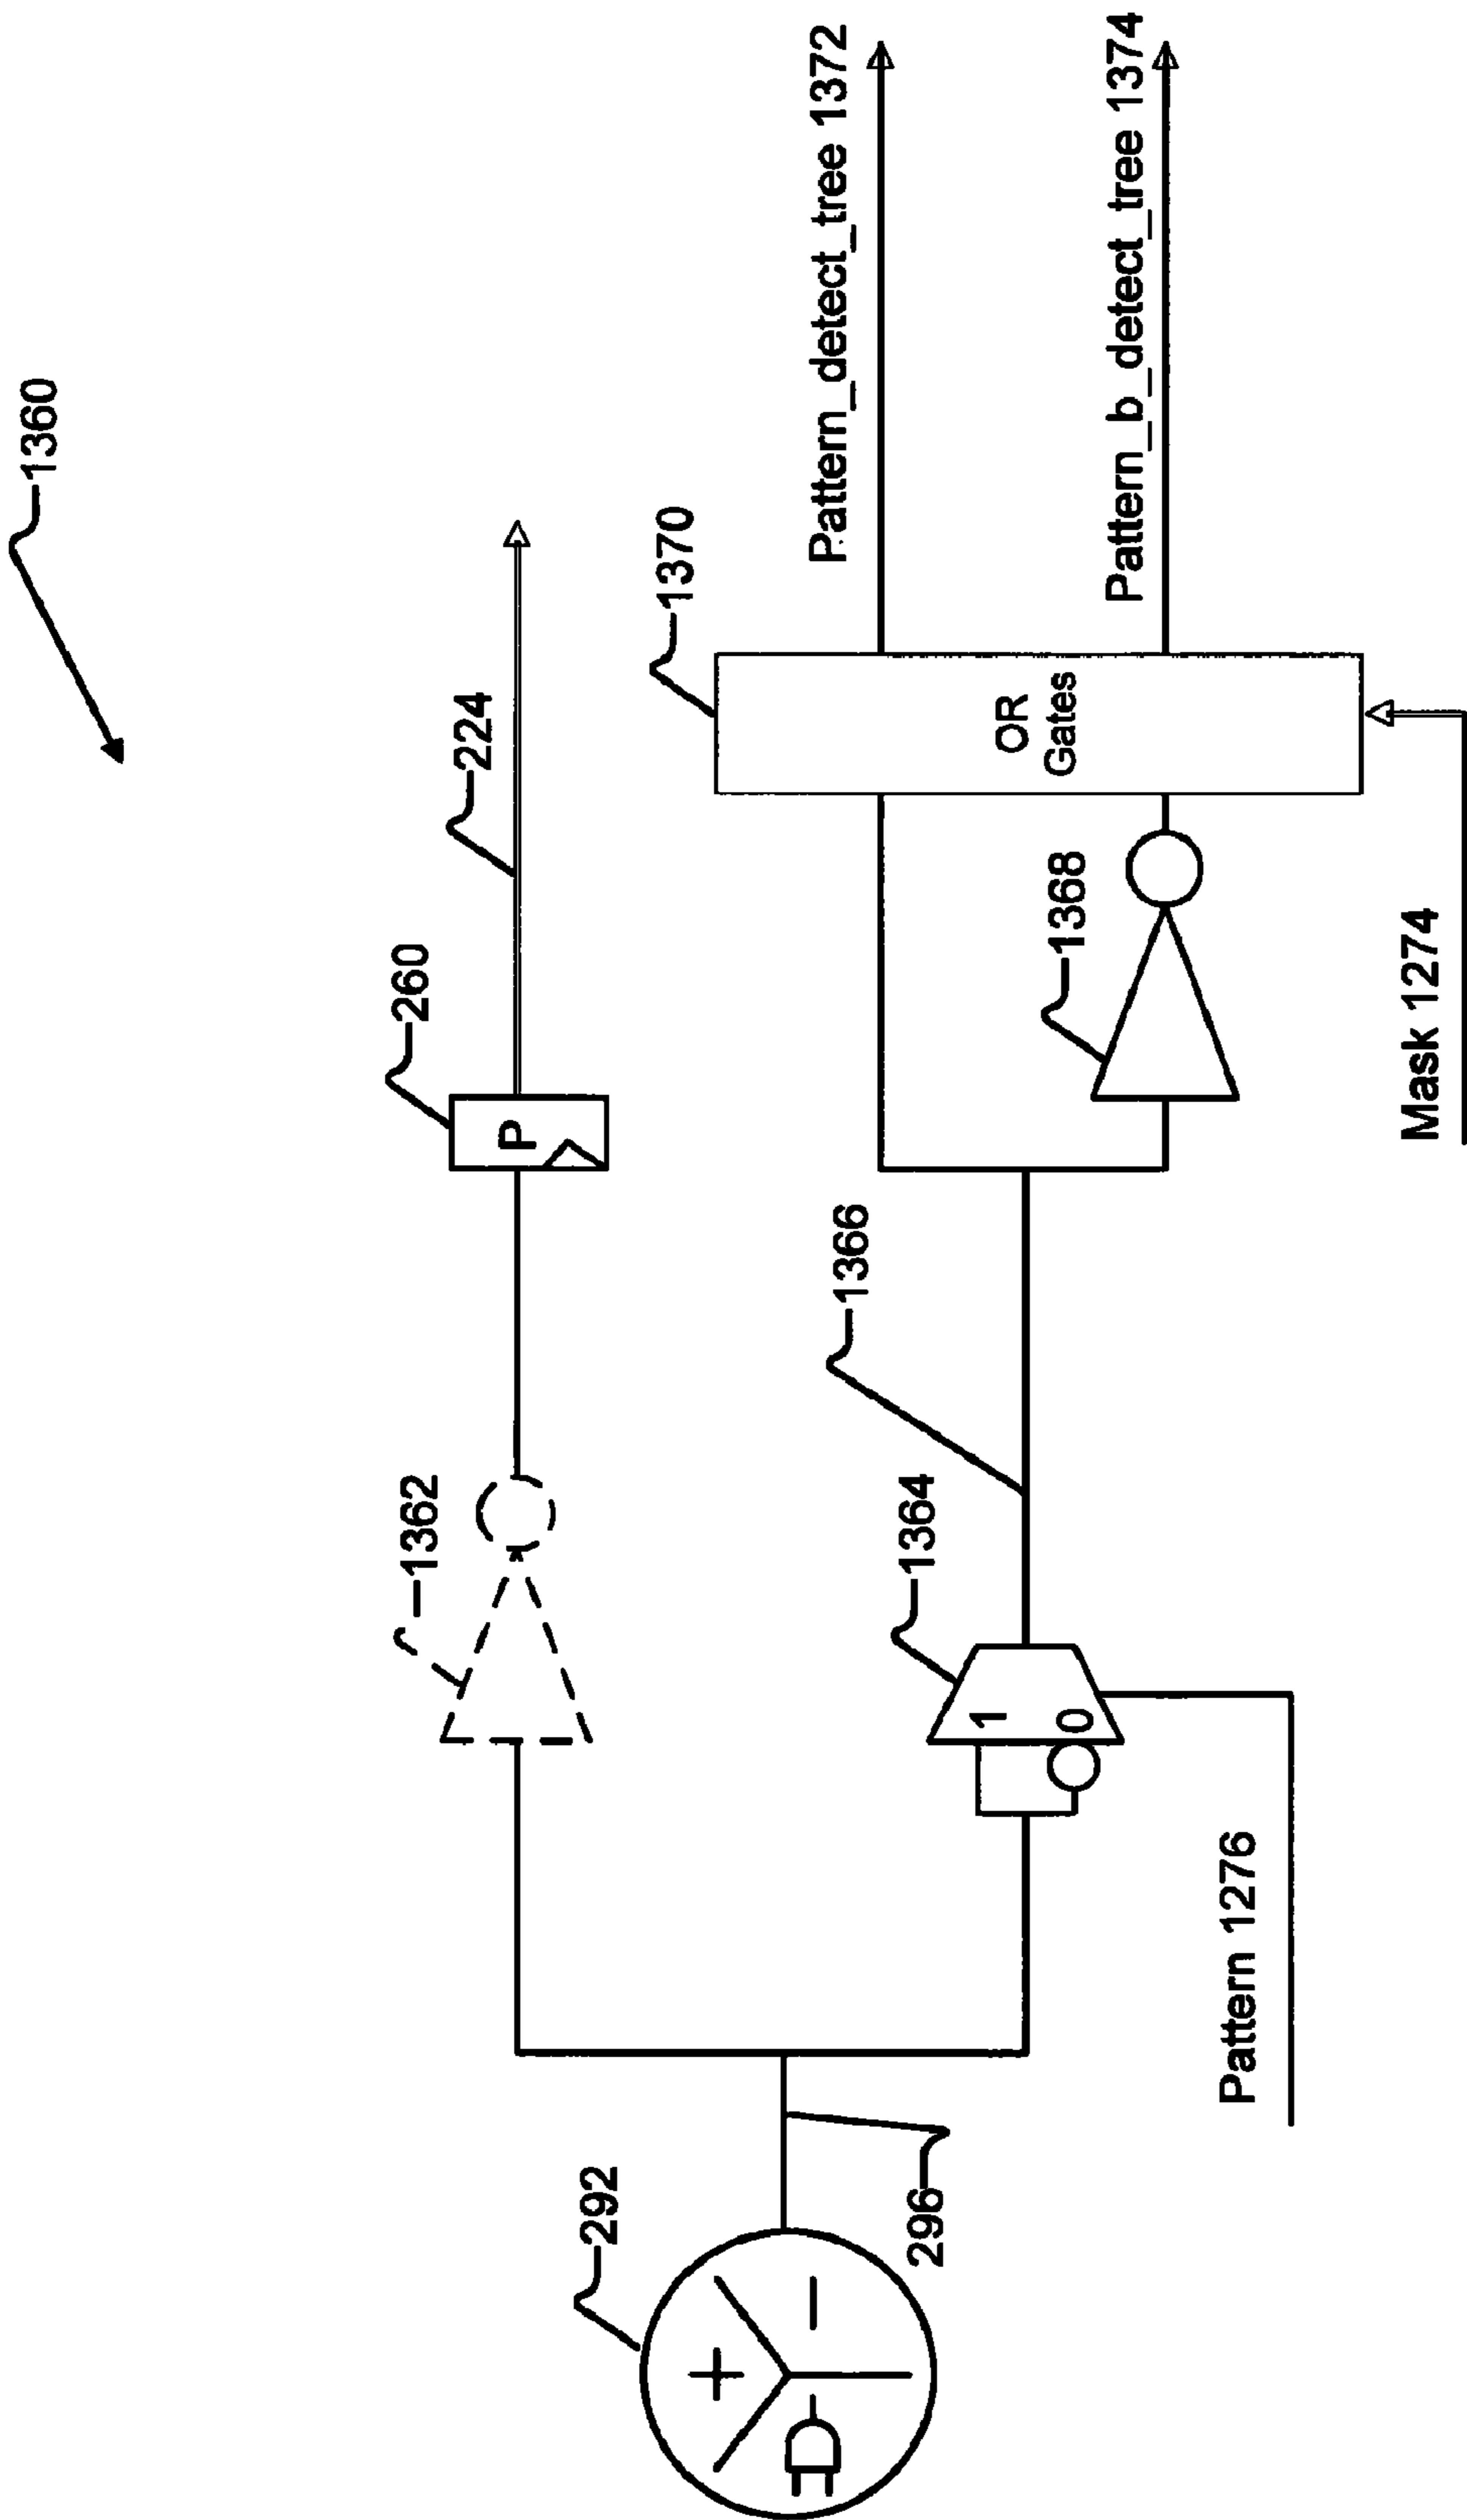 1360
292
296
1362
260
P
224
1364
1
0
Pattern 1276
1366
1368
1370
OR
Gates
Mask 1274
Pattern_detect_tree 1372
Pattern_b_detect_tree 1374